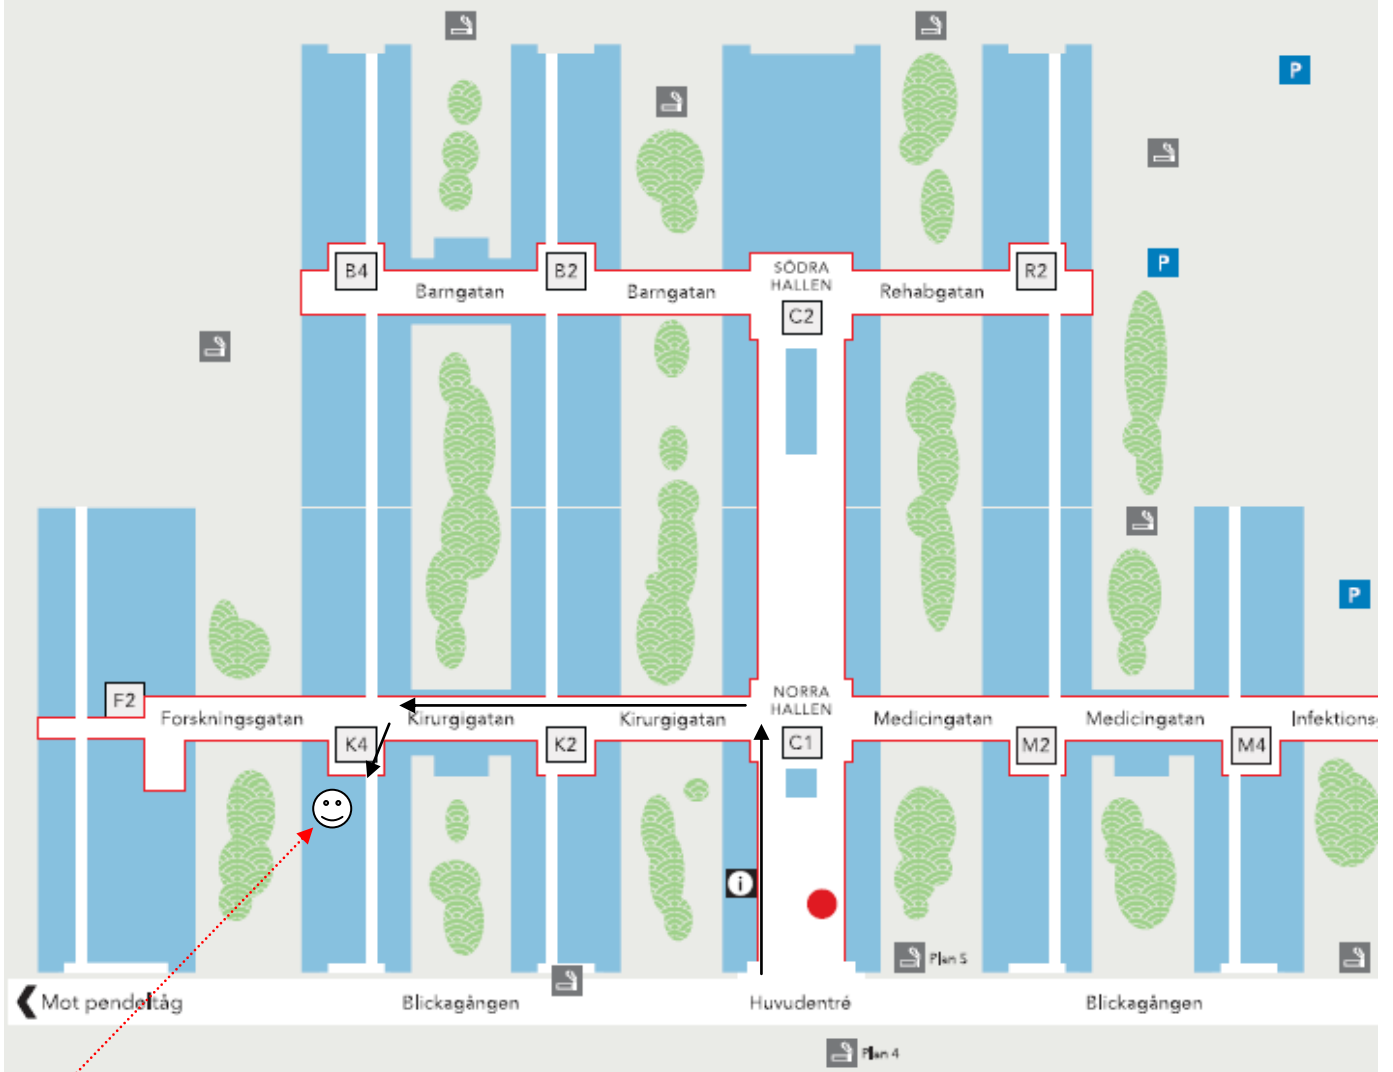 P
B4
B2
SÖDRA
HALLEN
R2
P
Barngatan
Barngatan
Rehabgatan
C2
P
F2
NORRA
HALLEN
Forskningsgatan
Kirurgigatan
Kirurgigatan
Medicingatan
Medicingatan
Infektionsg
K4
K2
C1
M2
M4
i
Plan 5
Mot pendeltåg
Blickagången
Huvudentré
Blickagången
Plan 4